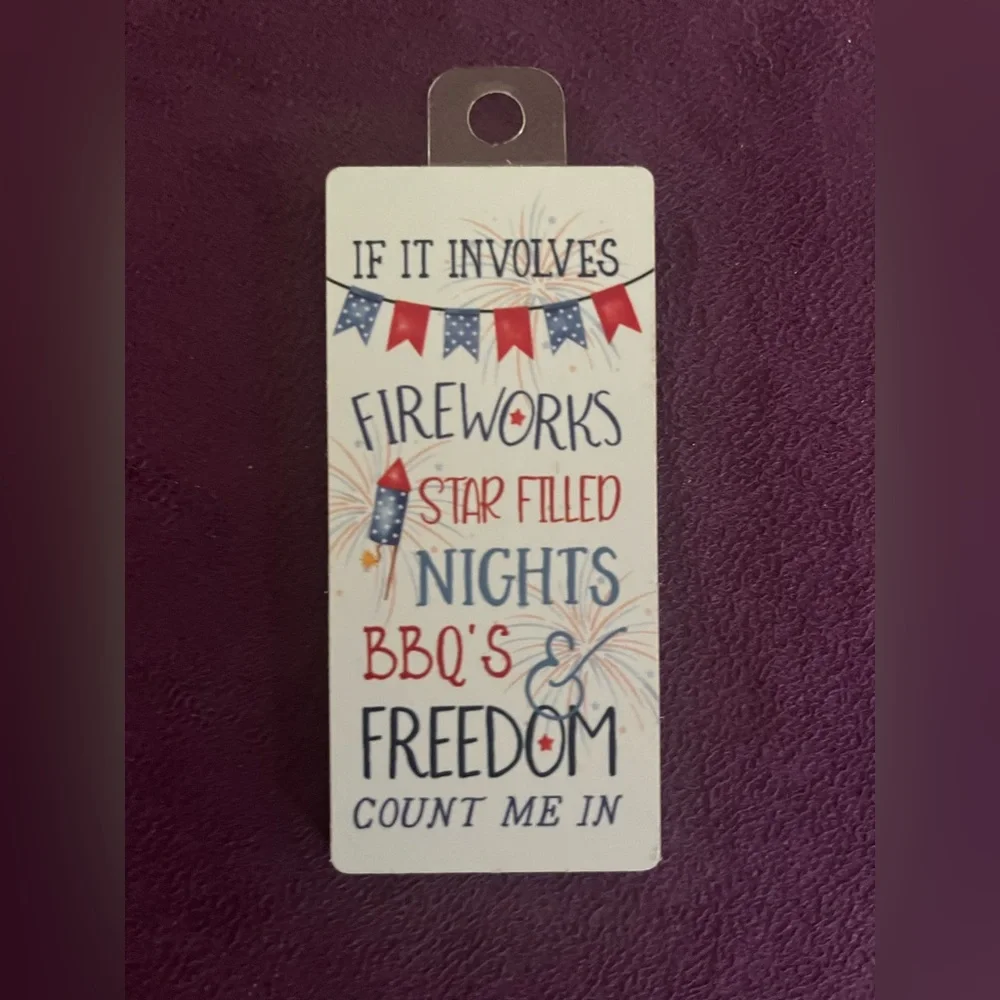 IF IT INVOLVES
FIREWORKS
STAR FILLED
NIGHTS
BBQ'S &
FREEDOM
COUNT ME IN